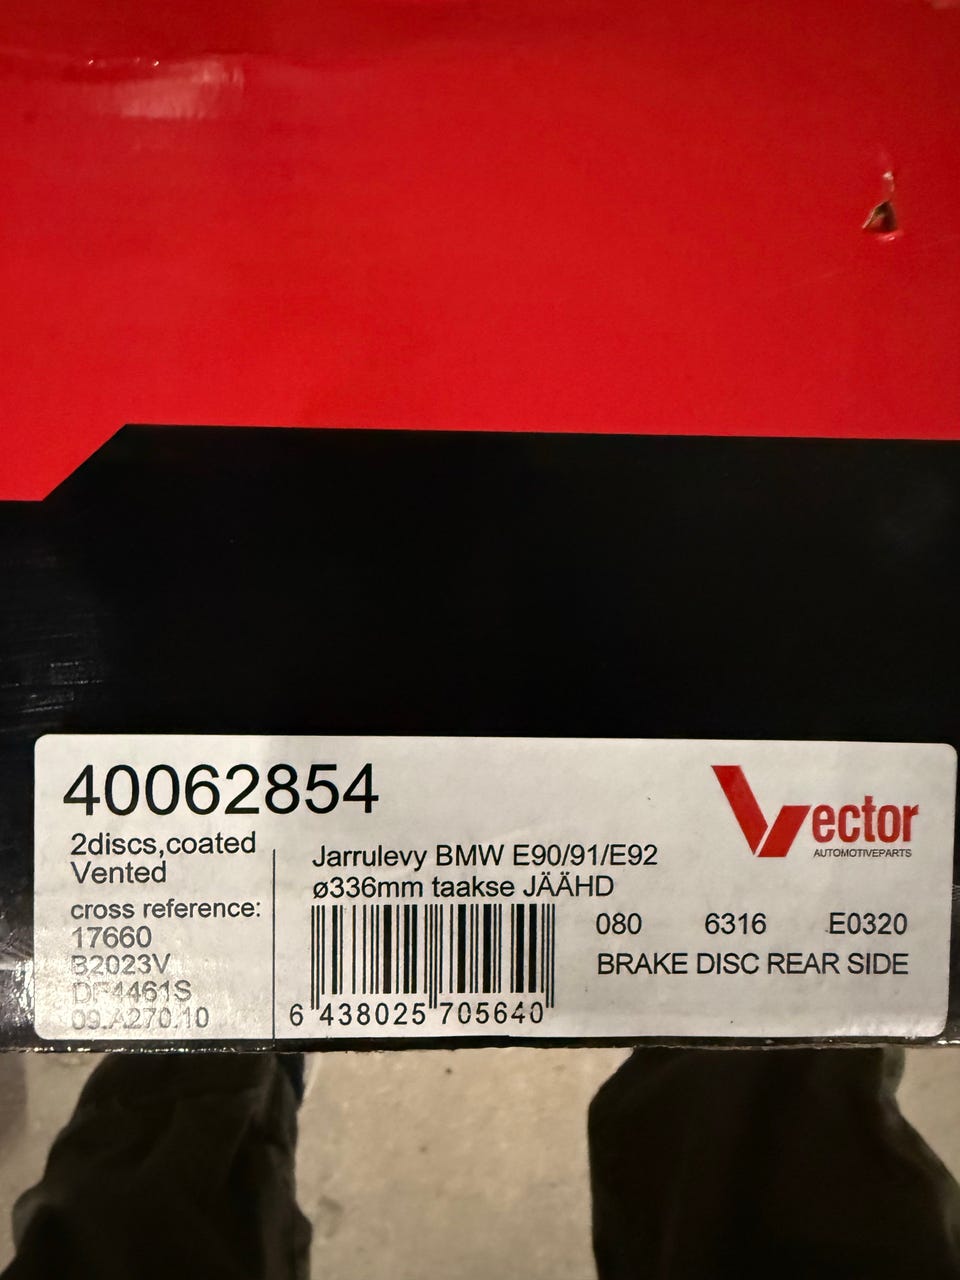 40062854
2discs,coated
Vented
cross reference:
17660
B2023V
DF4461S
09.A270.10
Jarrulevy BMW E90/91/E92
ø336mm taakse JÄÄHD
6 438025 705640
Vector
AUTOMOTIVEPARTS
080 6316 E0320
BRAKE DISC REAR SIDE